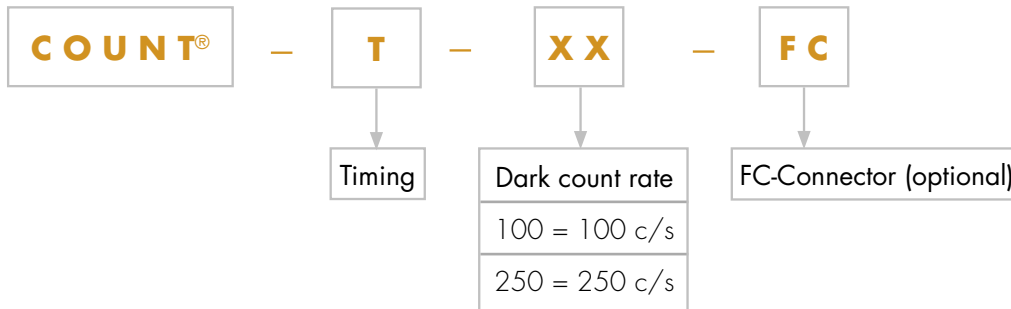 COUNT® – T – XX – FC
Timing
Dark count rate
FC-Connector (optional)
100 = 100 c/s
250 = 250 c/s